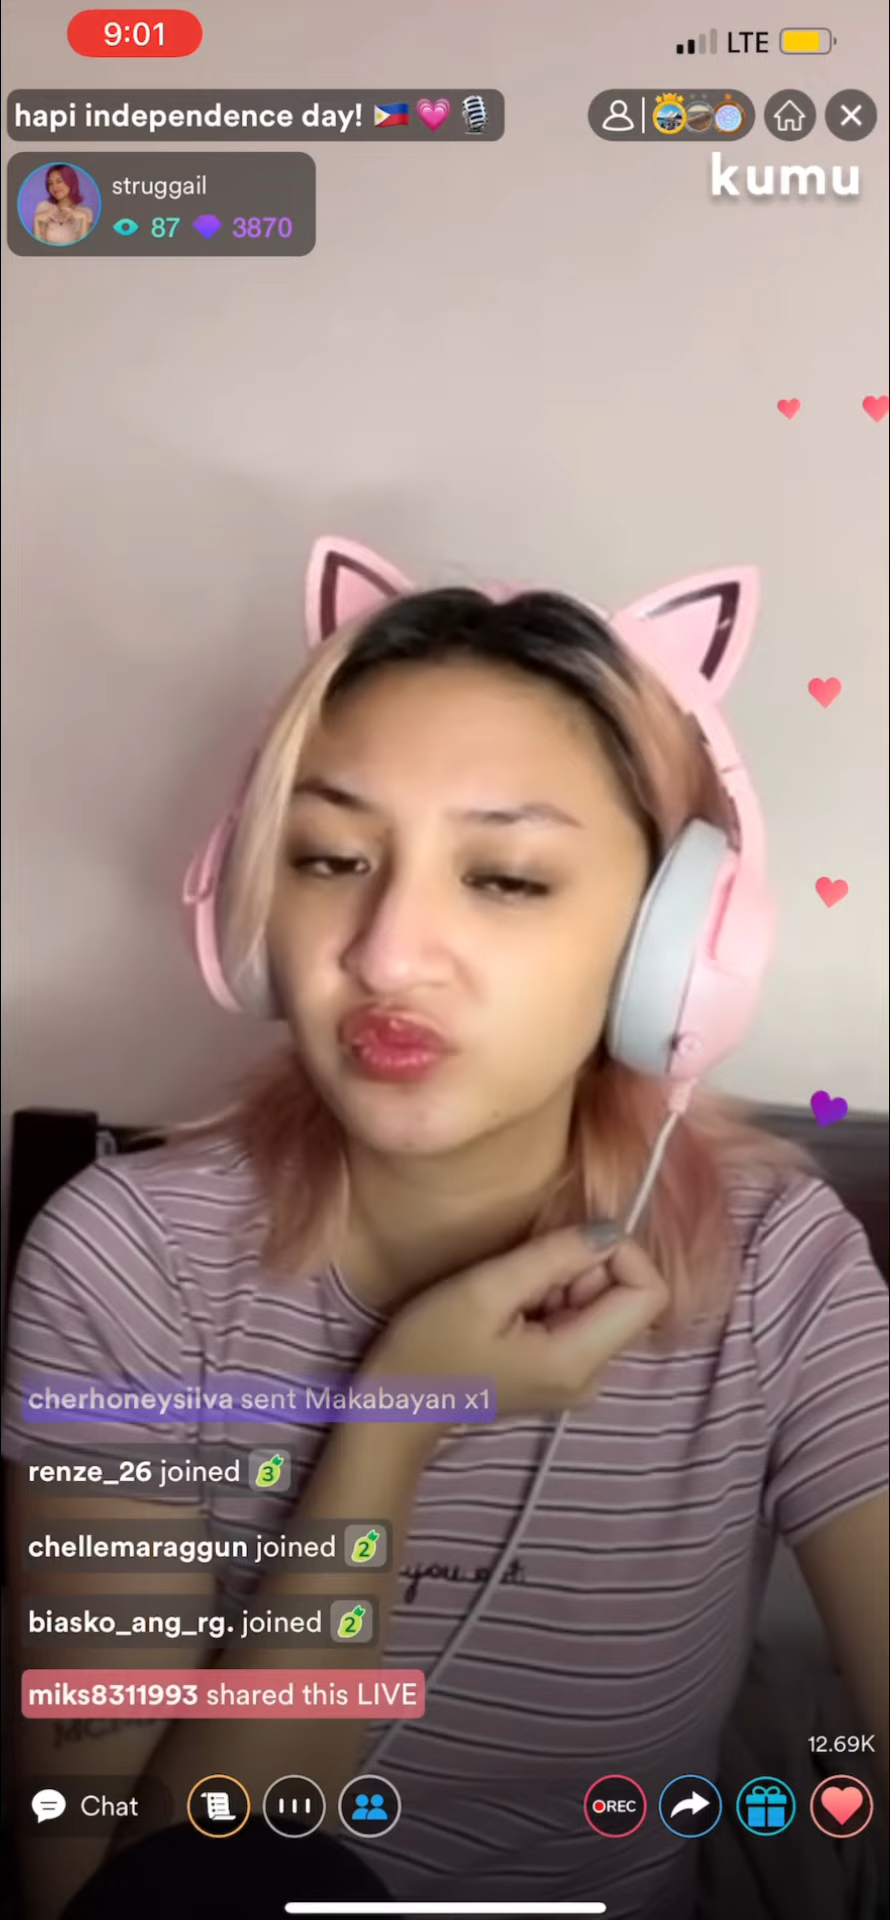 9:01
LTE
hapi independence day! 🇵🇭 💗 🎙️
kumu
struggail
87 3870
cherhoneysilva sent Makabayan x1
renze_26 joined 3
chellemaraggun joined 2
you
biasko_ang_rg. joined 2
miks8311993 shared this LIVE
12.69K
Chat
REC